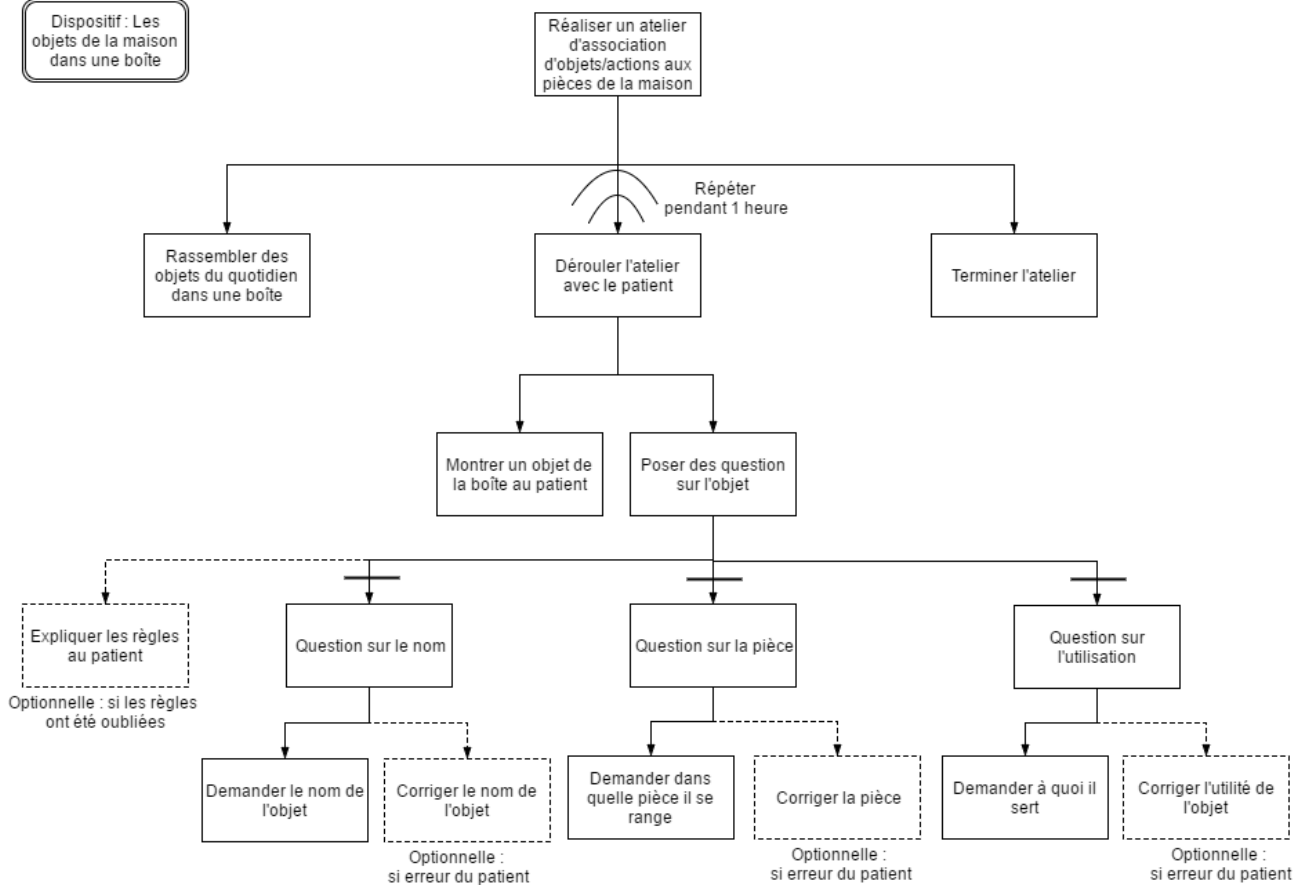 Dispositif : Les
objets de la maison
dans une boîte
Réaliser un atelier
d'association
d'objets/actions aux
pièces de la maison
Répéter
pendant 1 heure
Rassembler des
objets du quotidien
dans une boîte
Dérouler l'atelier
avec le patient
Terminer l'atelier
Montrer un objet de
la boîte au patient
Poser des question
sur l'objet
Expliquer les règles
au patient
Optionnelle : si les règles
ont été oubliées
Question sur le nom
Question sur la pièce
Question sur
l'utilisation
Demander le nom de
l'objet
Corriger le nom de
l'objet
Optionnelle :
si erreur du patient
Demander dans
quelle pièce il se
range
Corriger la pièce
Optionnelle :
si erreur du patient
Demander à quoi il
sert
Corriger l'utilité de
l'objet
Optionnelle :
si erreur du patient